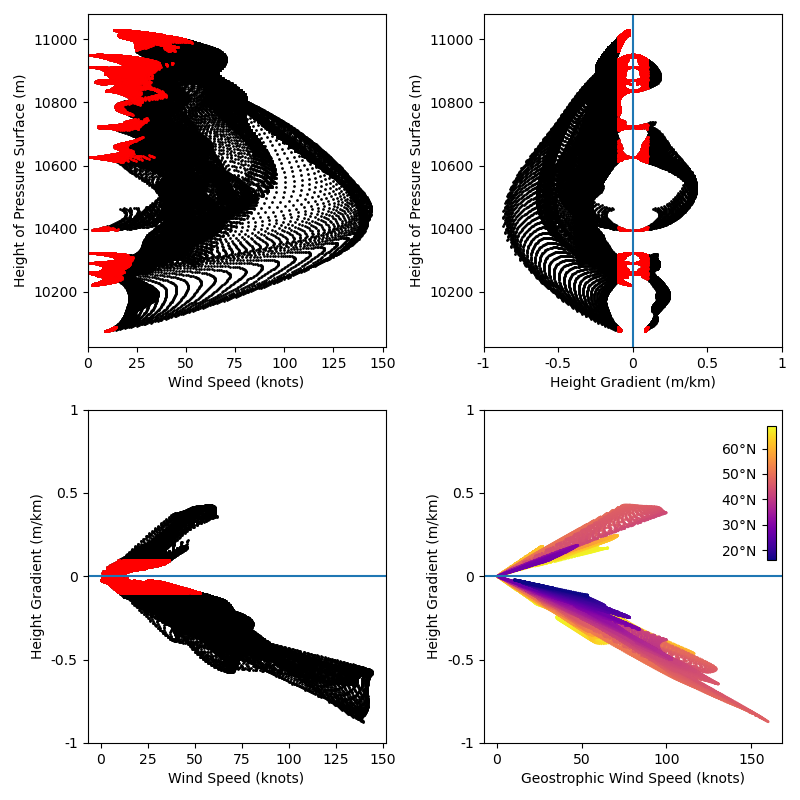 11000
10800
10600
10400
10200
Height of Pressure Surface (m)
0 25 50 75 100 125 150
Wind Speed (knots)
11000
10800
10600
10400
10200
Height of Pressure Surface (m)
-1 -0.5 0 0.5 1
Height Gradient (m/km)
1
0.5
0
-0.5
-1
Height Gradient (m/km)
0 25 50 75 100 125 150
Wind Speed (knots)
1
0.5
0
-0.5
-1
Height Gradient (m/km)
60°N
50°N
40°N
30°N
20°N
0 50 100 150
Geostrophic Wind Speed (knots)